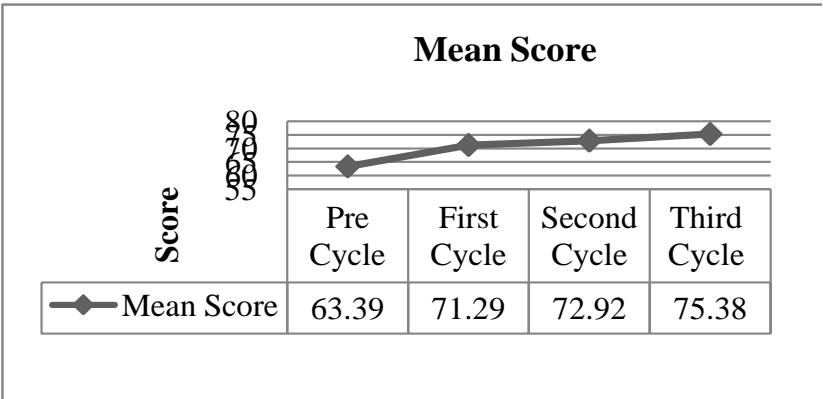 Mean Score
Score
80
75
70
65
60
55
Pre Cycle
First Cycle
Second Cycle
Third Cycle
Mean Score 63.39 71.29 72.92 75.38